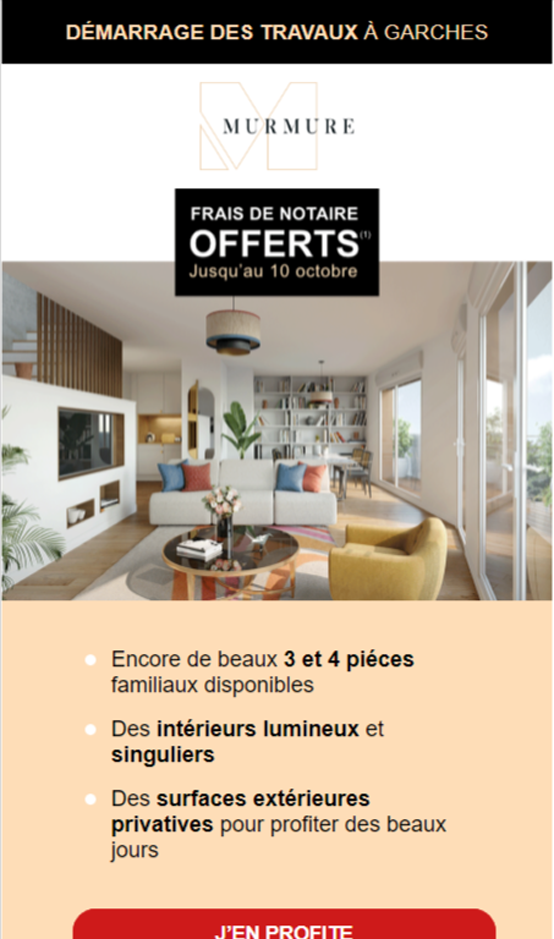 DÉMARRAGE DES TRAVAUX À GARCHES
MURMURE
FRAIS DE NOTAIRE
OFFERTS(1)
Jusqu'au 10 octobre
Encore de beaux 3 et 4 piéces
familiaux disponibles
Des intérieurs lumineux et
singuliers
Des surfaces extérieures
privatives pour profiter des beaux
jours
J'EN PROFITE